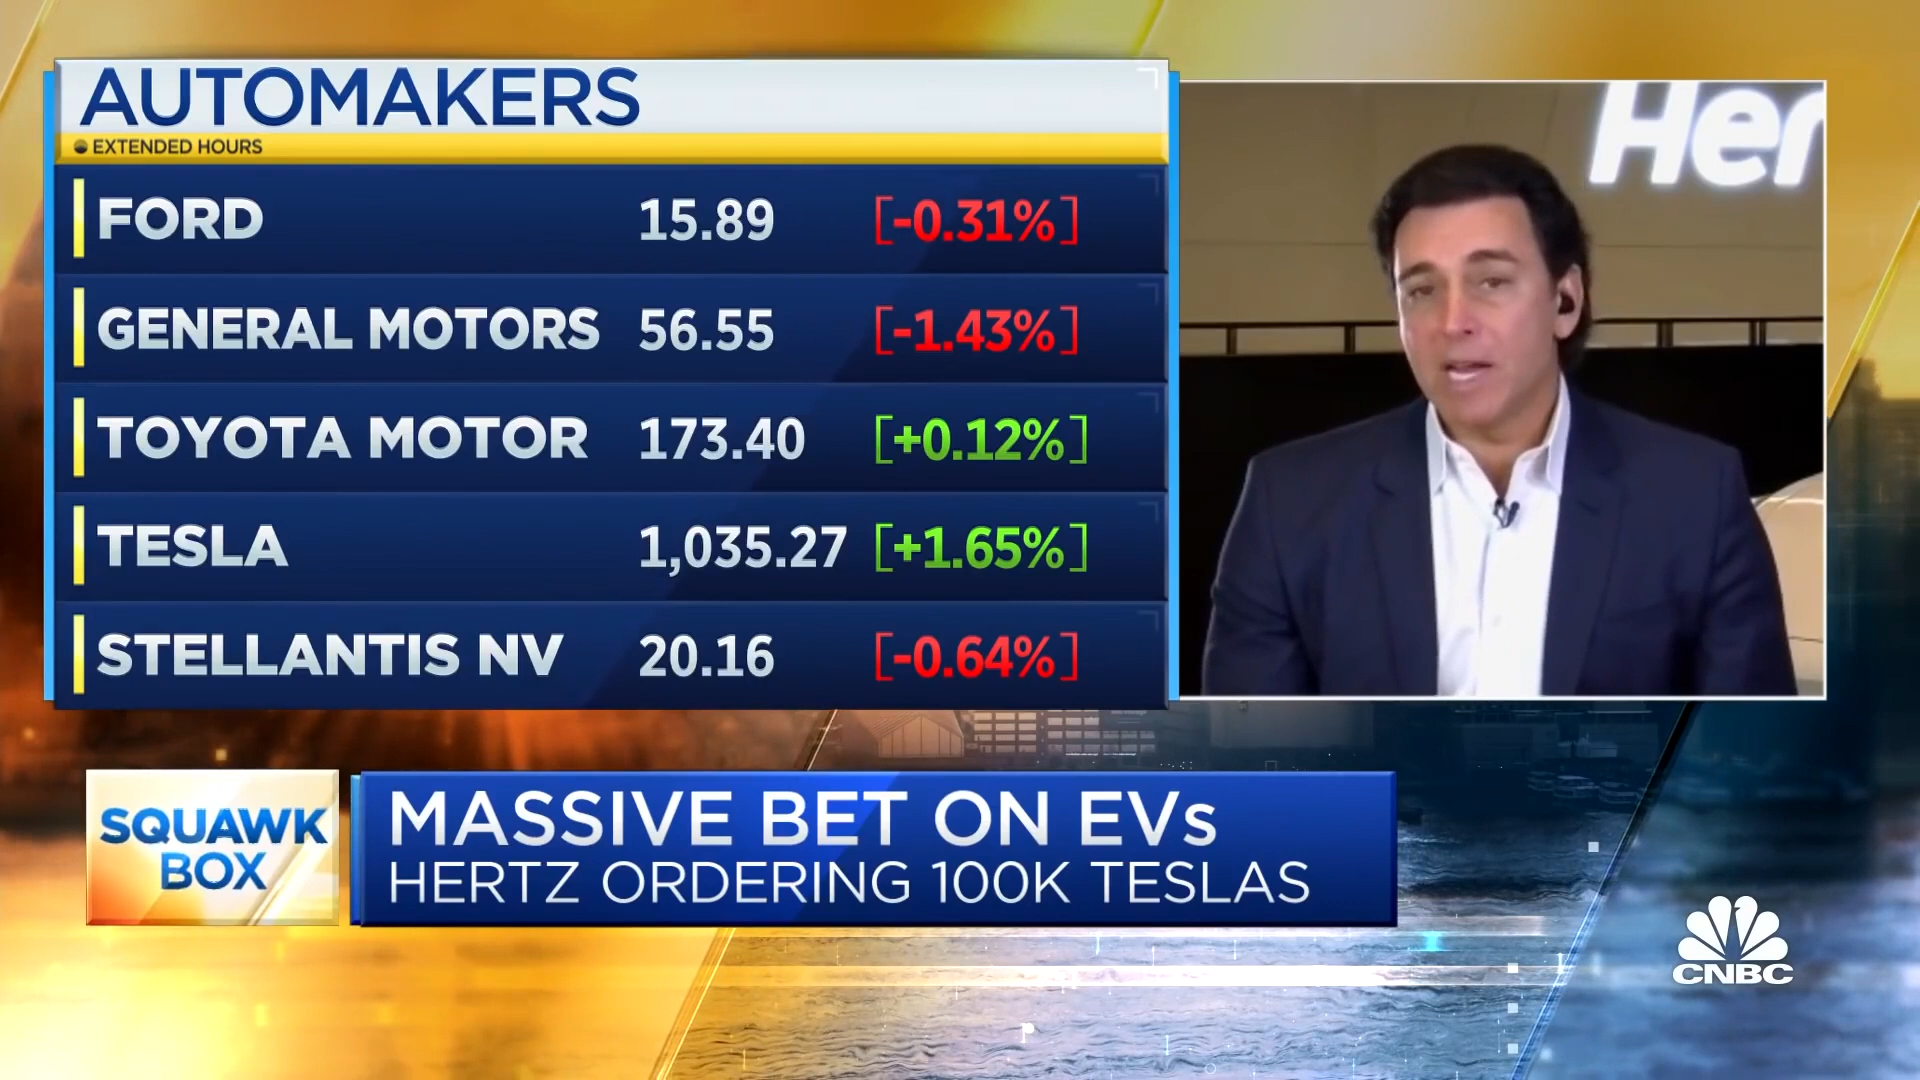 AUTOMAKERS
EXTENDED HOURS
FORD 15.89 [-0.31%]
GENERAL MOTORS 56.55 [-1.43%]
TOYOTA MOTOR 173.40 [+0.12%]
TESLA 1,035.27 [+1.65%]
STELLANTIS NV 20.16 [-0.64%]
Her
SQUAWK
BOX
MASSIVE BET ON EVs
HERTZ ORDERING 100K TESLAS
CNBC